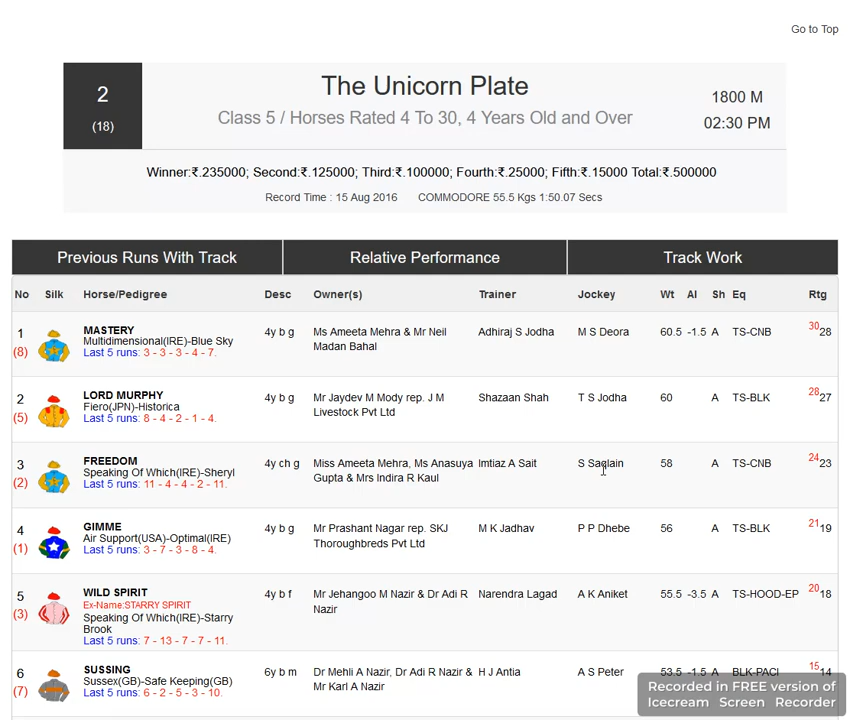 Go to Top
2
(18)
The Unicorn Plate
Class 5 / Horses Rated 4 To 30, 4 Years Old and Over
1800 M
02:30 PM
Winner:₹.235000; Second:₹.125000; Third:₹.100000; Fourth:₹.25000; Fifth:₹.15000 Total:₹.500000
Record Time : 15 Aug 2016 COMMODORE 55.5 Kgs 1:50.07 Secs
Previous Runs With Track Relative Performance Track Work
No Silk Horse/Pedigree Desc Owner(s) Trainer Jockey Wt Al Sh Eq Rtg
1 MASTERY 4y b g Ms Ameeta Mehra & Mr Neil Adhiraj S Jodha M S Deora 60.5 -1.5 A TS-CNB 30 28
(8) Multidimensional(IRE)-Blue Sky Madan Bahal
Last 5 runs: 3 - 3 - 3 - 4 - 7.
2 LORD MURPHY 4y b g Mr Jaydev M Mody rep. J M Shazaan Shah T S Jodha 60 A TS-BLK 28 27
(5) Fiero(JPN)-Historica Livestock Pvt Ltd
Last 5 runs: 8 - 4 - 2 - 1 - 4.
3 FREEDOM 4y ch g Miss Ameeta Mehra, Ms Anasuya Imtiaz A Sait S Saqlain 58 A TS-CNB 24 23
(2) Speaking Of Which(IRE)-Sheryl Gupta & Mrs Indira R Kaul
Last 5 runs: 11 - 4 - 4 - 2 - 11.
4 GIMME 4y b g Mr Prashant Nagar rep. SKJ M K Jadhav P P Dhebe 56 A TS-BLK 21 19
(1) Air Support(USA)-Optimal(IRE) Thoroughbreds Pvt Ltd
Last 5 runs: 3 - 7 - 3 - 8 - 4.
5 WILD SPIRIT 4y b f Mr Jehangoo M Nazir & Dr Adi R Narendra Lagad A K Aniket 55.5 -3.5 A TS-HOOD-EP 20 18
(3) Ex-Name:STARRY SPIRIT Nazir
Speaking Of Which(IRE)-Starry
Brook
Last 5 runs: 7 - 13 - 7 - 7 - 11.
6 SUSSING 6y b m Dr Mehli A Nazir, Dr Adi R Nazir & H J Antia A S Peter 53.5 -1.5 A BLK-PACI 15 14
(7) Sussex(GB)-Safe Keeping(GB) Mr Karl A Nazir
Last 5 runs: 6 - 2 - 5 - 3 - 10.
Recorded in FREE version of
Icecream Screen Recorder